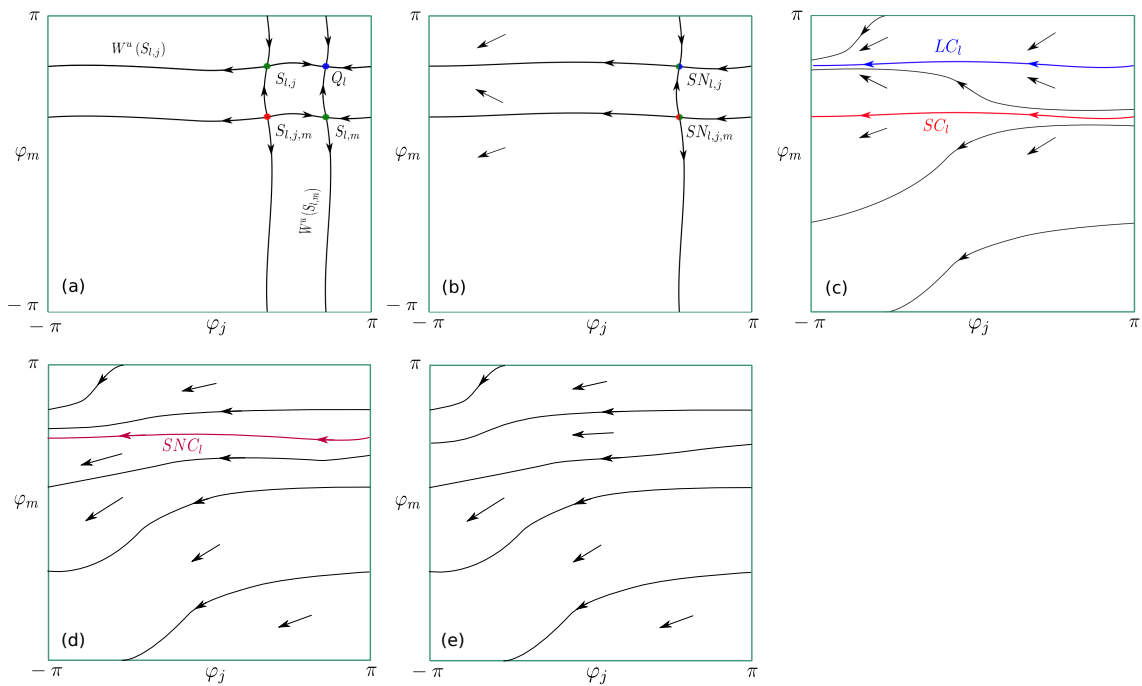 π π π
W^u(S_{l,j}) LC_l
S_{l,j} Q_l SN_{l,j}
S_{l,j,m} S_{l,m} SN_{l,j,m} SC_l
φ_m φ_m φ_m
W^u(S_{l,m})
(a) (b) (c)
− π − π
− π φ_j π − π φ_j π − π φ_j π
π π
SNC_l
φ_m φ_m
(d) (e)
− π φ_j π − π φ_j π